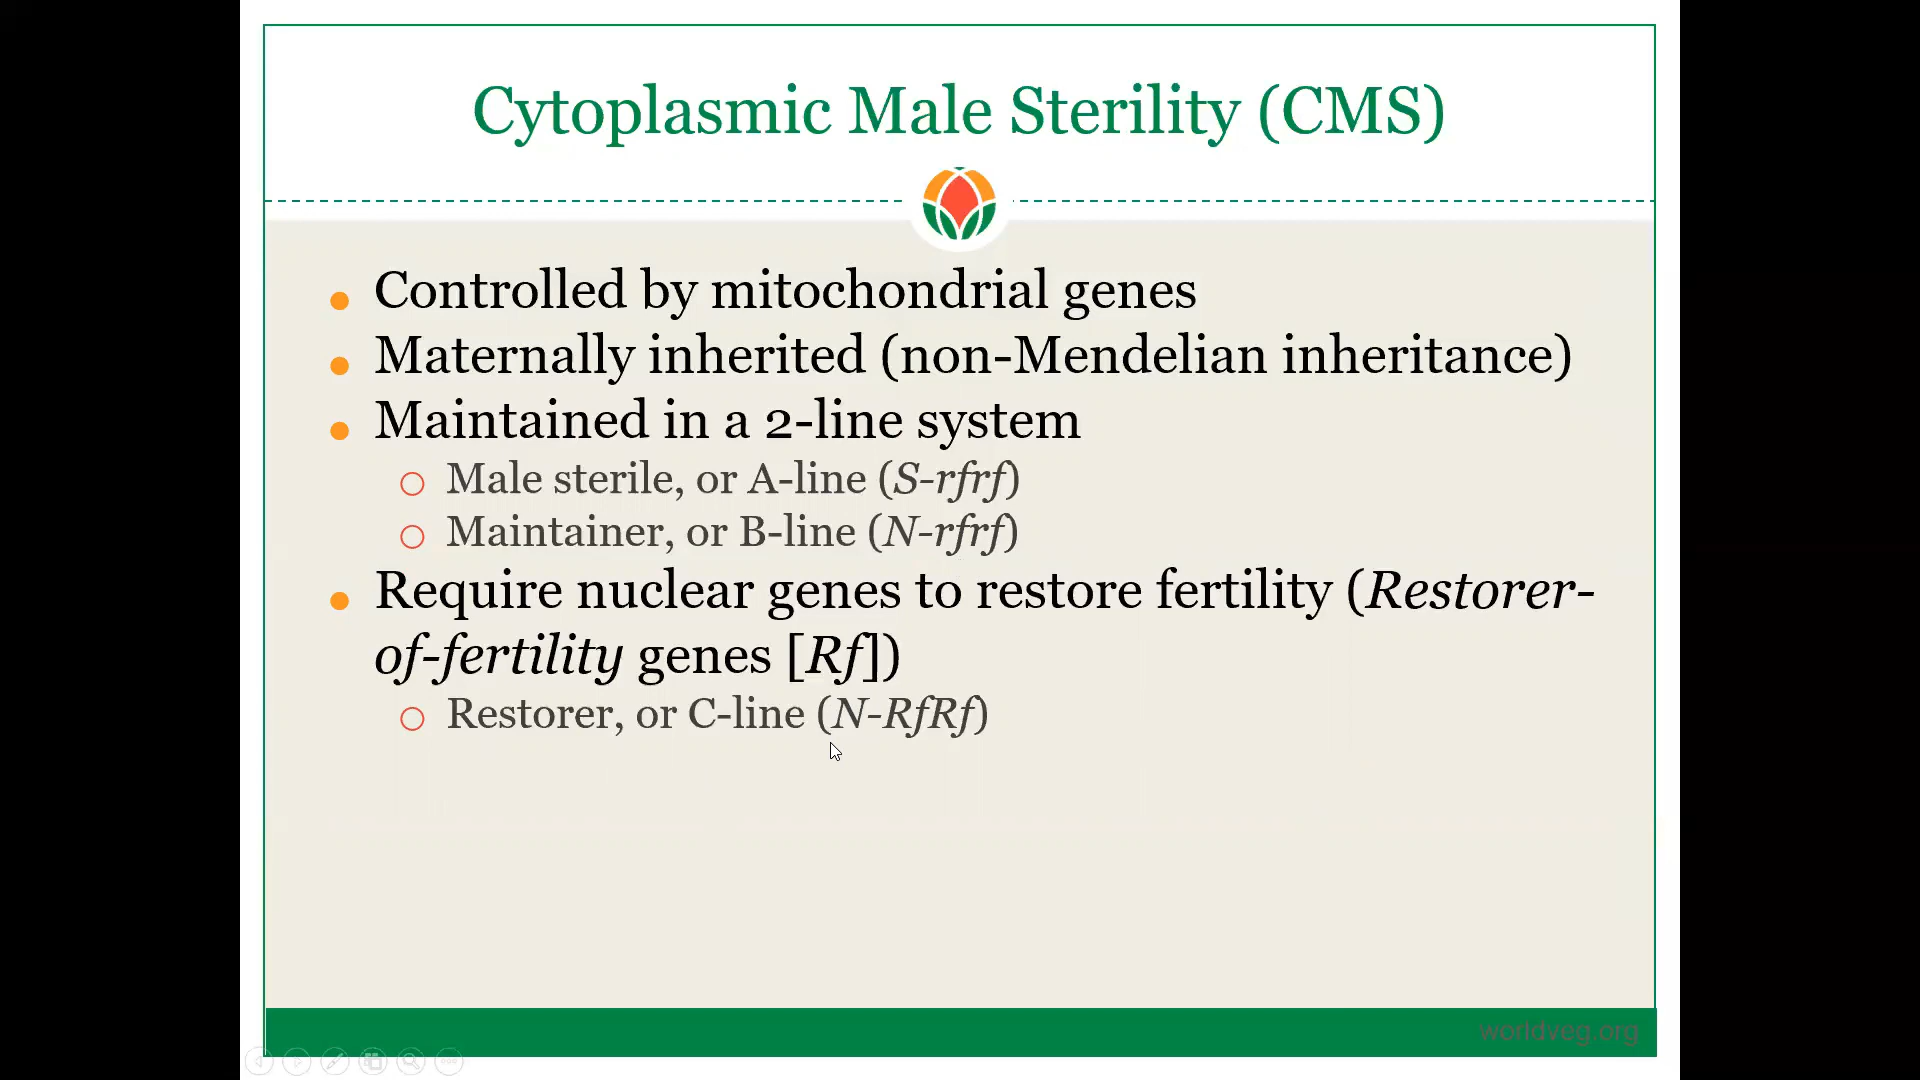 Cytoplasmic Male Sterility (CMS)
Controlled by mitochondrial genes
Maternally inherited (non-Mendelian inheritance)
Maintained in a 2-line system
Male sterile, or A-line (S-rfrf)
Maintainer, or B-line (N-rfrf)
Require nuclear genes to restore fertility (Restorer-
of-fertility genes [Rf])
Restorer, or C-line (N-RfRf)
worldveg.org